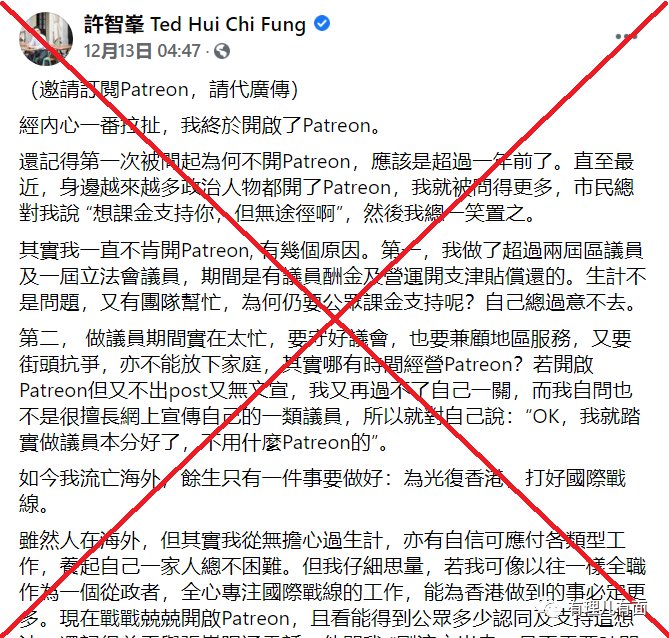 許智峯 Ted Hui Chi Fung
12月13日 04:47 ·
（邀請訂閱Patreon，請代廣傳）
經內心一番拉扯，我終於開啟了Patreon。
還記得第一次被問起為何不開Patreon，應該是超過一年前了。直至最
近，身邊越來越多政治人物都開了Patreon，我就被問得更多，市民總
對我說 “想課金支持你，但無途徑啊”，然後我總一笑置之。
其實我一直不肯開Patreon, 有幾個原因。第一，我做了超過兩屆區議員
及一屆立法會議員，期間是有議員酬金及營運開支津貼償還的。生計不
是問題，又有團隊幫忙，為何仍要公眾課金支持呢？自己總過意不去。
第二， 做議員期間實在太忙，要守好議會，也要兼顧地區服務，又要
街頭抗爭，亦不能放下家庭，其實哪有時間經營Patreon？若開啟
Patreon但又不出post又無文宣，我又再過不了自己一關，而我自問也
不是很擅長網上宣傳自己的一類議員，所以就對自己說：“OK，我就踏
實做議員本分好了，不用什麼Patreon的”。
如今我流亡海外，餘生只有一件事要做好：為光復香港，打好國際戰
線。
雖然人在海外，但其實我從無擔心過生計，亦有自信可應付各類型工
作，養起自己一家人總不困難。但我仔細思量，若我可像以往一樣全職
作為一個從政者，全心專注國際戰線的工作，能為香港做到的事必定更
多。現在戰戰兢兢開啟Patreon，且看能得到公眾多少認同及支持這想
有理儿有面